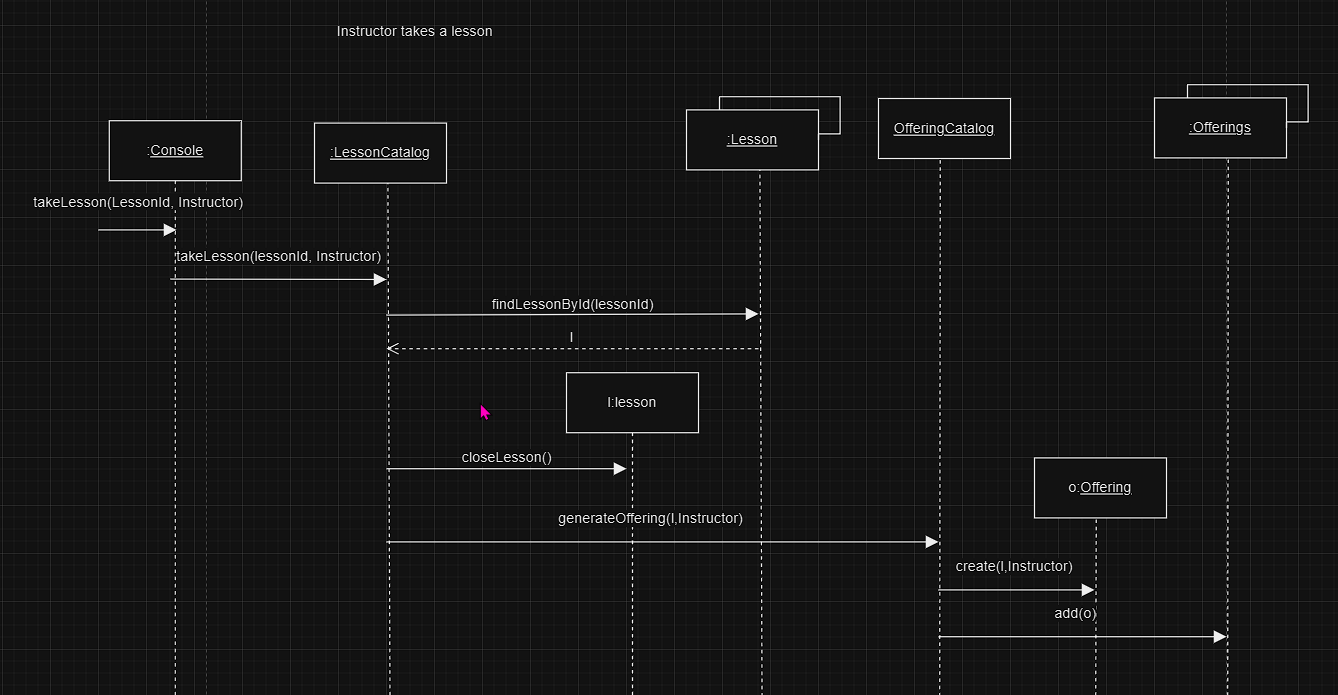 Instructor takes a lesson
:Console
:LessonCatalog
:Lesson
OfferingCatalog
:Offerings
takeLesson(LessonId, Instructor)
takeLesson(lessonId, Instructor)
findLessonById(lessonId)
l
l:lesson
closeLesson()
o:Offering
generateOffering(l,Instructor)
create(l,Instructor)
add(o)